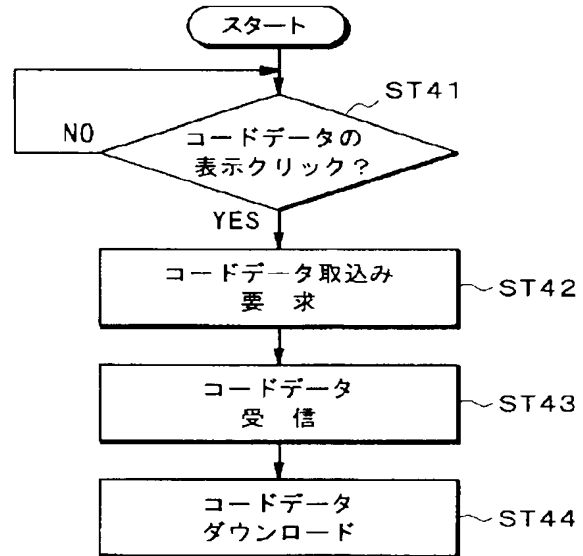 スタート
ST41
NO
コードデータの
表示クリック?
YES
コードデータ取込み
要求
ST42
コードデータ
受信
ST43
コードデータ
ダウンロード
ST44